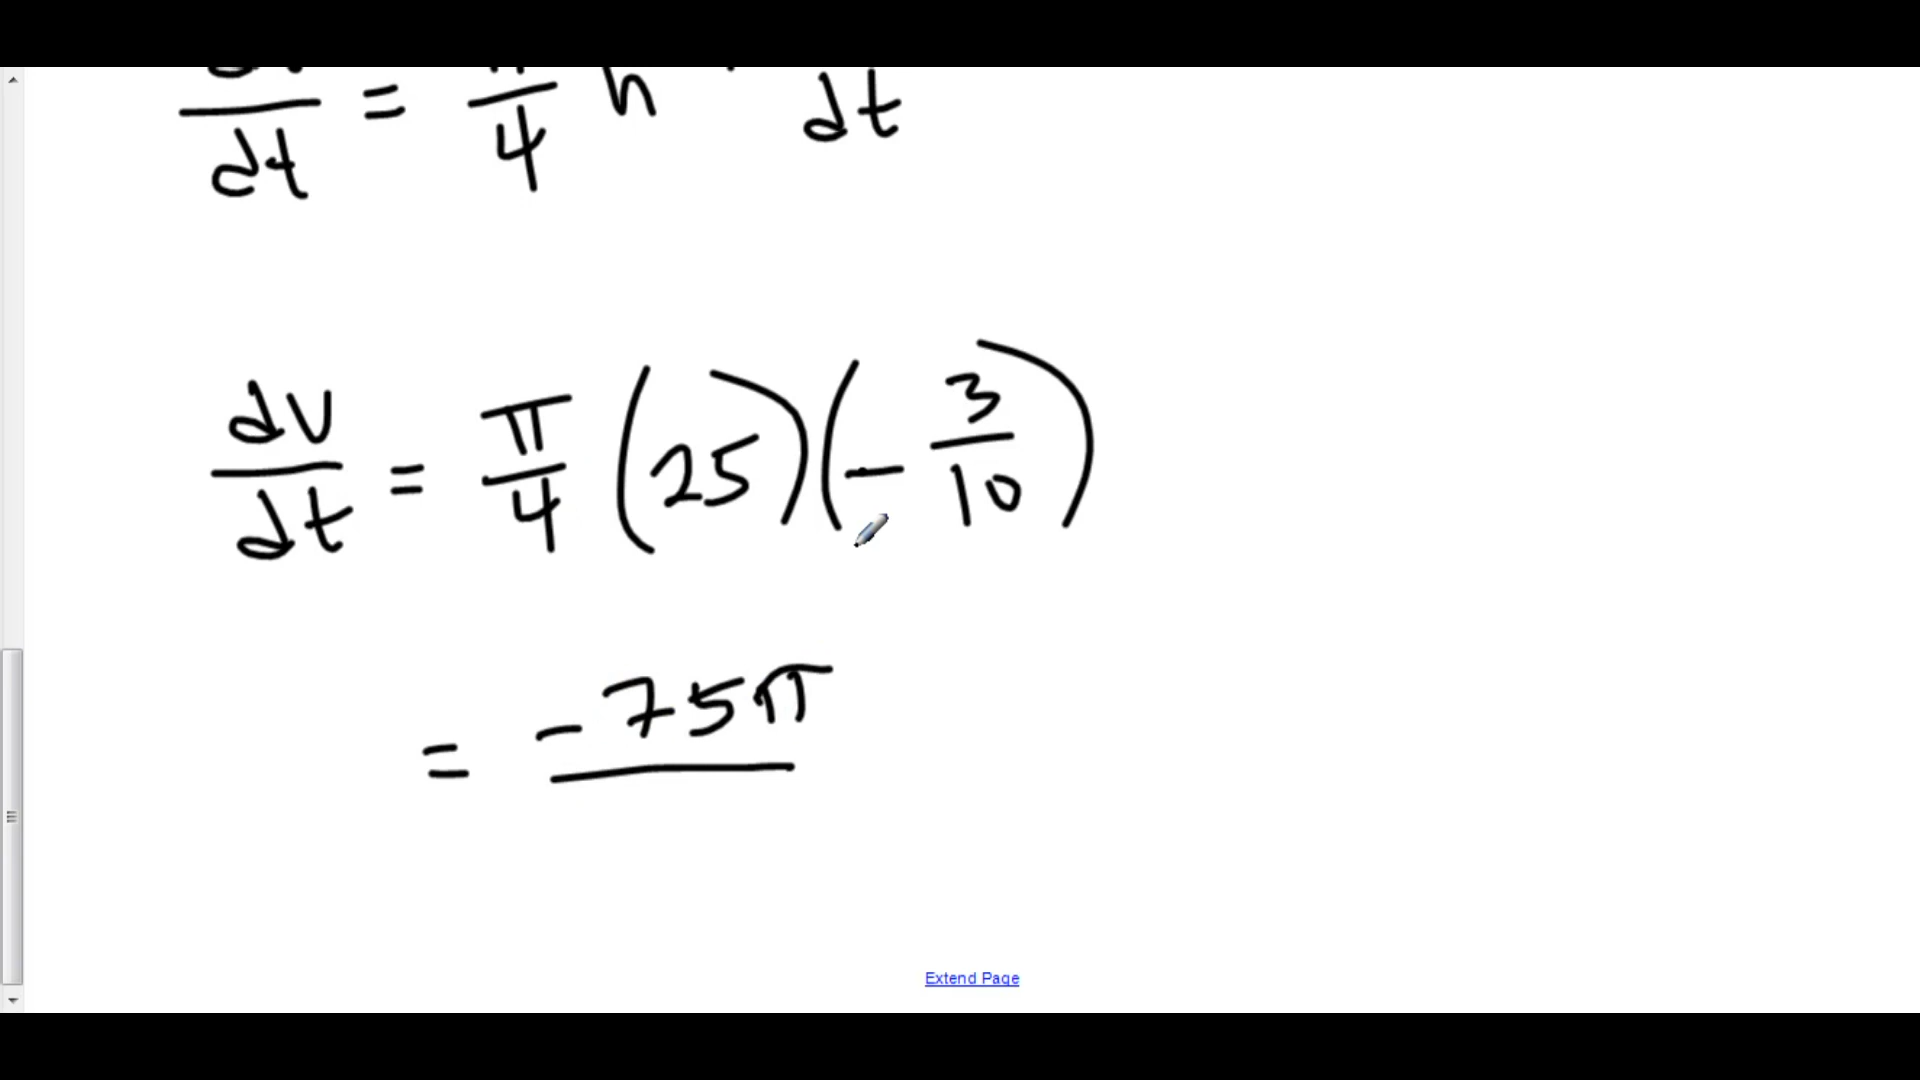 dt = π/4 h dt
dv/dt = π/4 (25)(- 3/10)
= -75π
Extend Page